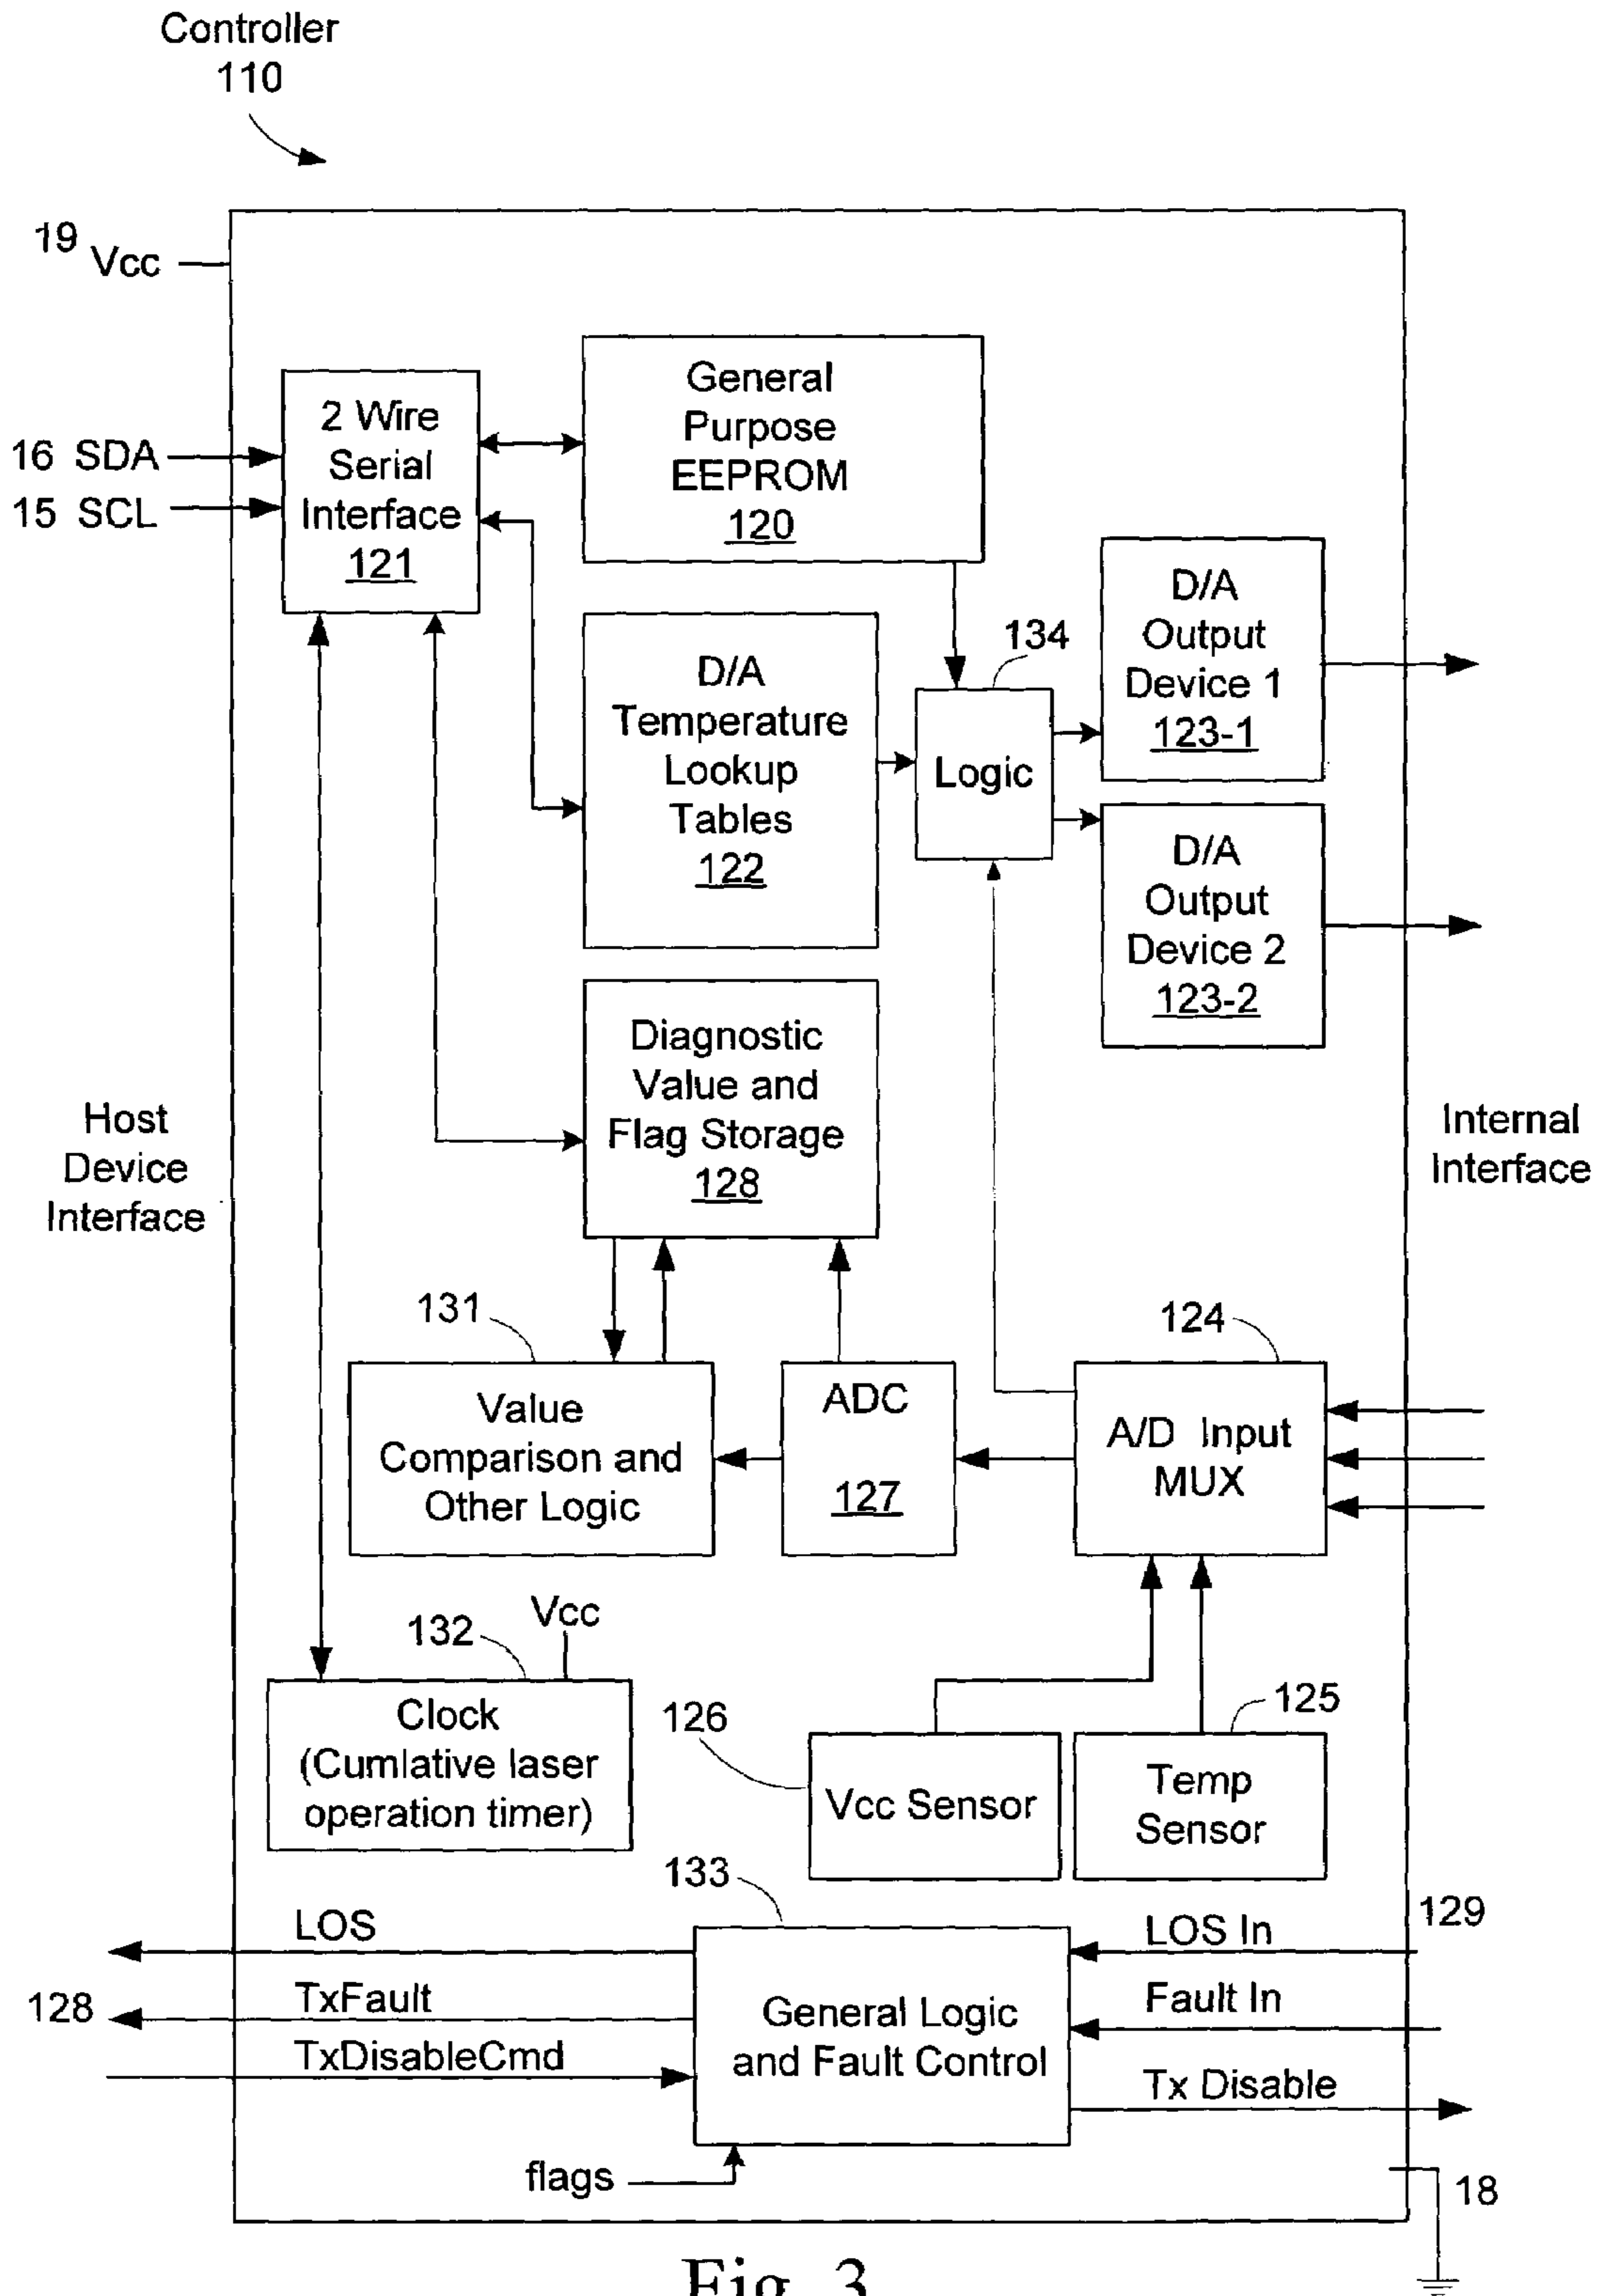 Controller
110
19
Vcc
2 Wire
Serial
Interface
121
16 SDA
15 SCL
General
Purpose
EEPROM
120
D/A
Temperature
Lookup
Tables
122
134
Logic
D/A
Output
Device 1
123-1
D/A
Output
Device 2
123-2
Diagnostic
Value and
Flag Storage
128
Host
Device
Interface
Internal
Interface
131
Value
Comparison and
Other Logic
ADC
127
124
A/D Input
MUX
132
Vcc
Clock
(Cumlative laser
operation timer)
126
Vcc Sensor
125
Temp
Sensor
133
General Logic
and Fault Control
LOS
TxFault
TxDisableCmd
128
flags
LOS In
Fault In
Tx Disable
129
18
Fig. 3